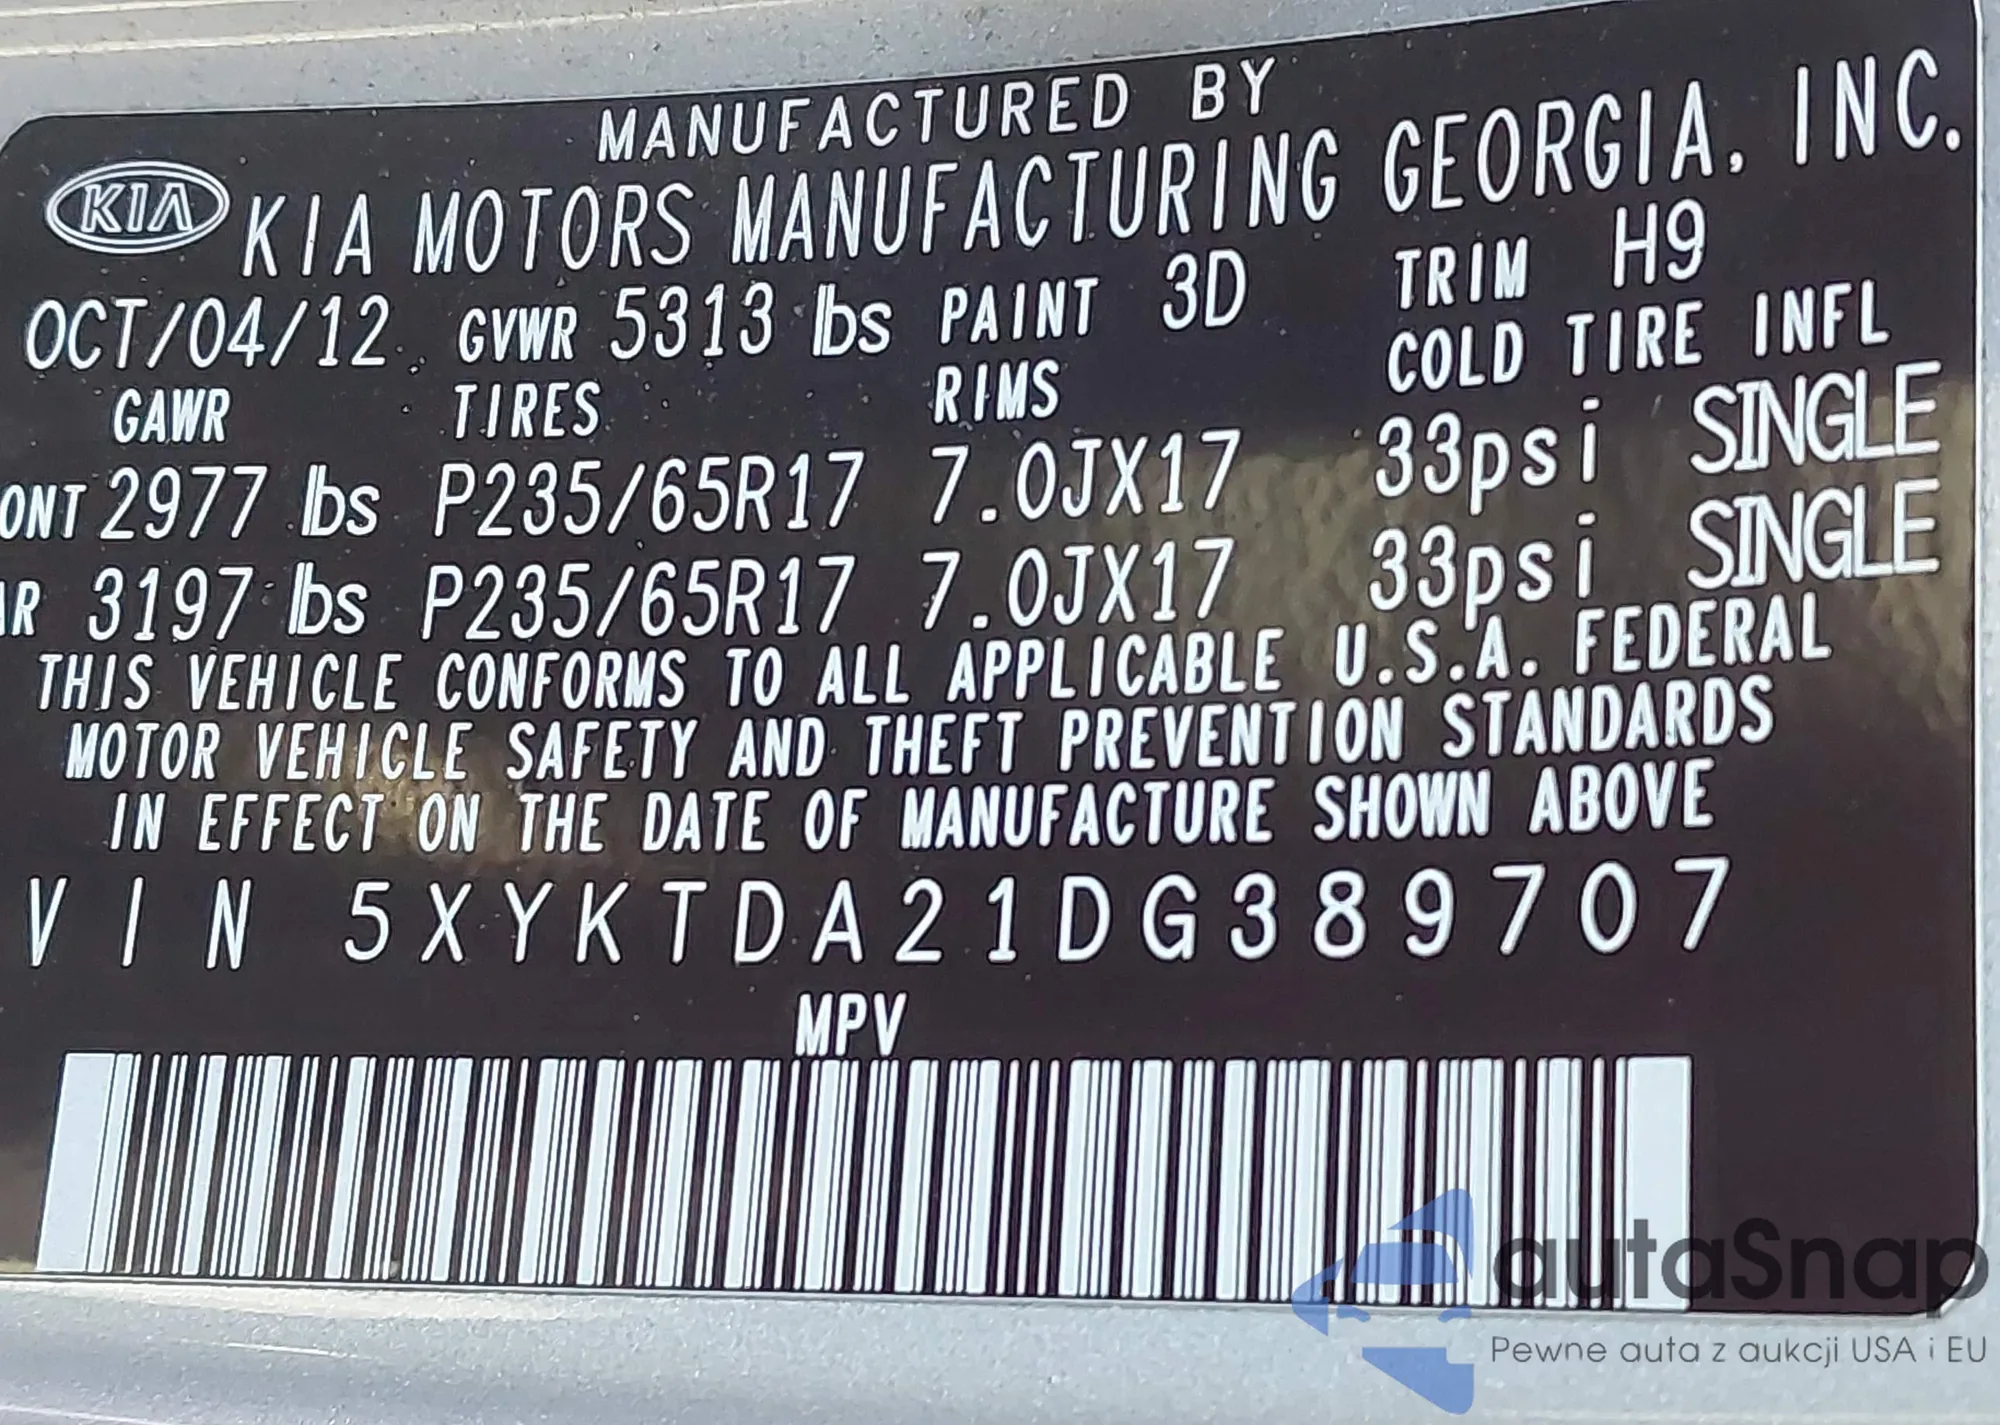 MANUFACTURED BY
KIA KIA MOTORS MANUFACTURING GEORGIA, INC.
OCT/04/12 GVWR 5313 lbs PAINT 3D TRIM H9
GAWR TIRES RIMS COLD TIRE INFL
ONT 2977 lbs P235/65R17 7.0JX17 33psi SINGLE
AR 3197 lbs P235/65R17 7.0JX17 33psi SINGLE
THIS VEHICLE CONFORMS TO ALL APPLICABLE U.S.A. FEDERAL
MOTOR VEHICLE SAFETY AND THEFT PREVENTION STANDARDS
IN EFFECT ON THE DATE OF MANUFACTURE SHOWN ABOVE
VIN 5XYKTDA21DG389707
MPV
autaSnap
Pewne auta z aukcji USA i EU